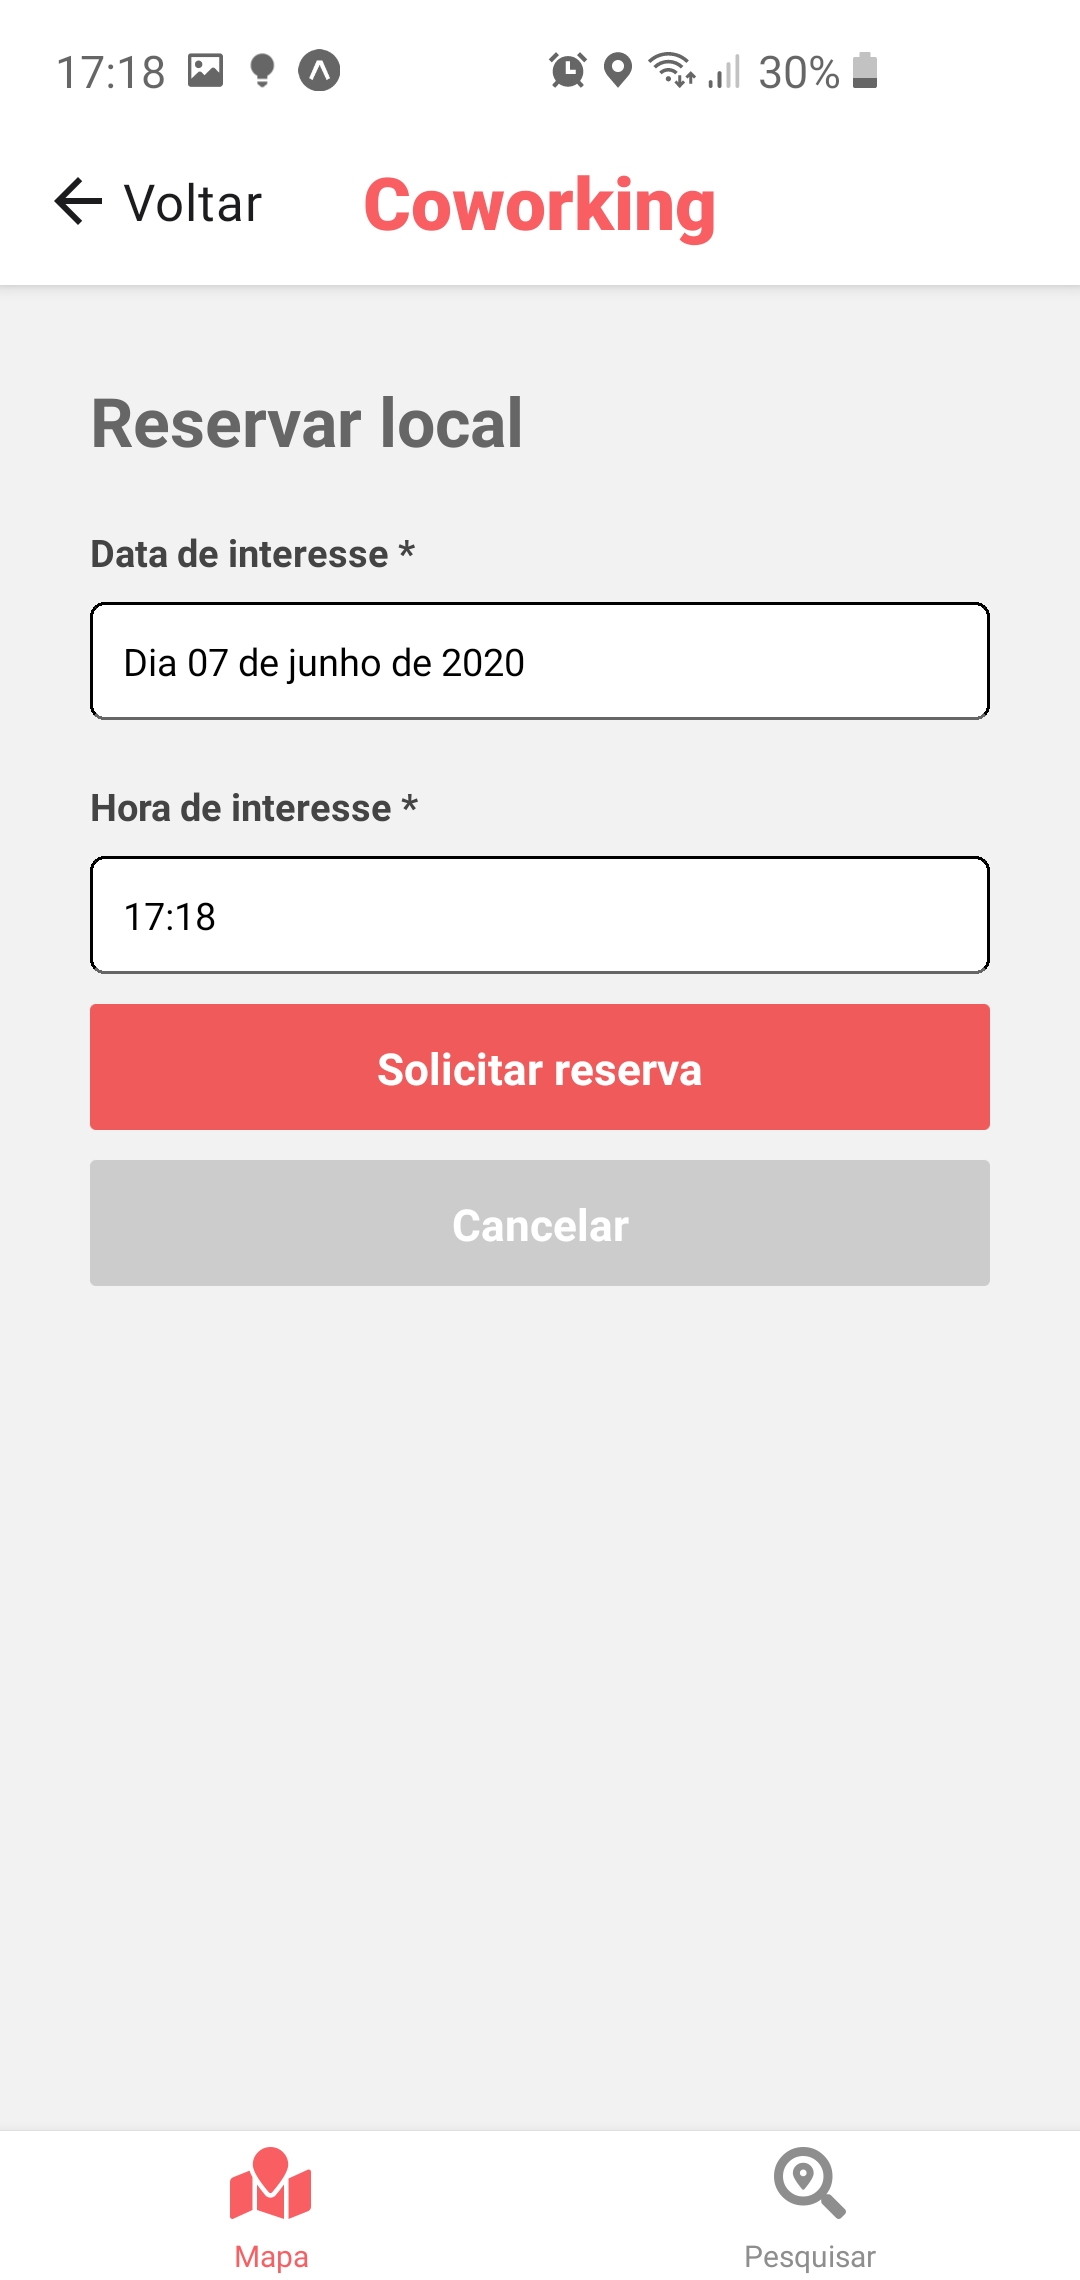 17:18
30%
Voltar
Coworking
Reservar local
Data de interesse *
Dia 07 de junho de 2020
Hora de interesse *
17:18
Solicitar reserva
Cancelar
Mapa
Pesquisar